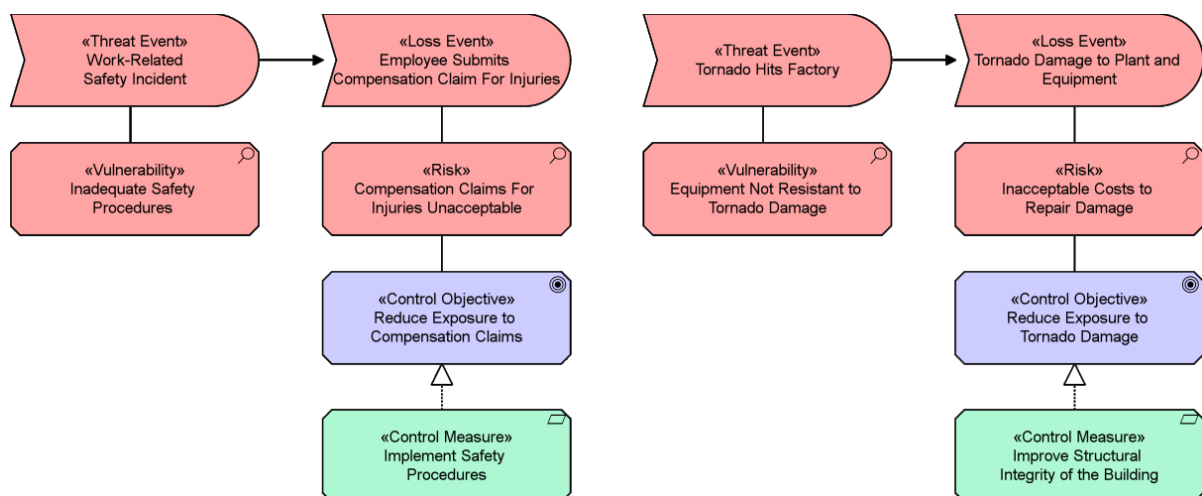 «Threat Event»
Work-Related
Safety Incident
«Loss Event»
Employee Submits
Compensation Claim For Injuries
«Threat Event»
Tornado Hits Factory
«Loss Event»
Tornado Damage to Plant and
Equipment
«Vulnerability»
Inadequate Safety
Procedures
«Risk»
Compensation Claims For
Injuries Unacceptable
«Vulnerability»
Equipment Not Resistant to
Tornado Damage
«Risk»
Inacceptable Costs to
Repair Damage
«Control Objective»
Reduce Exposure to
Compensation Claims
«Control Objective»
Reduce Exposure to
Tornado Damage
«Control Measure»
Implement Safety
Procedures
«Control Measure»
Improve Structural
Integrity of the Building